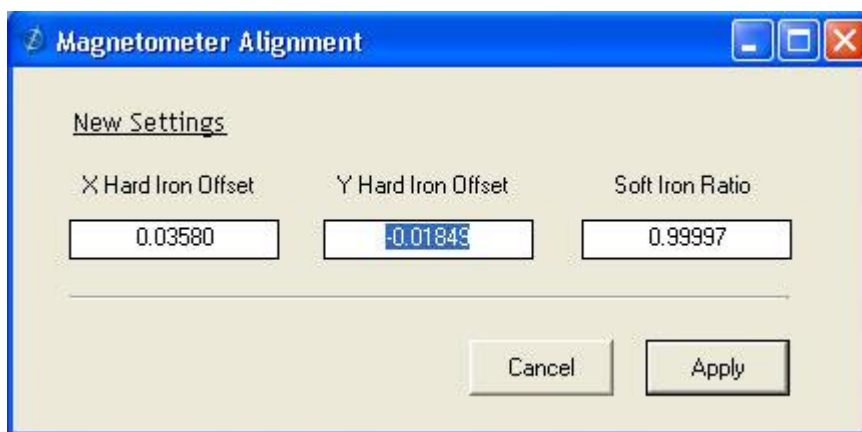 Magnetometer Alignment
New Settings
X Hard Iron Offset Y Hard Iron Offset Soft Iron Ratio
0.03580 -0.01849 0.99997
Cancel Apply